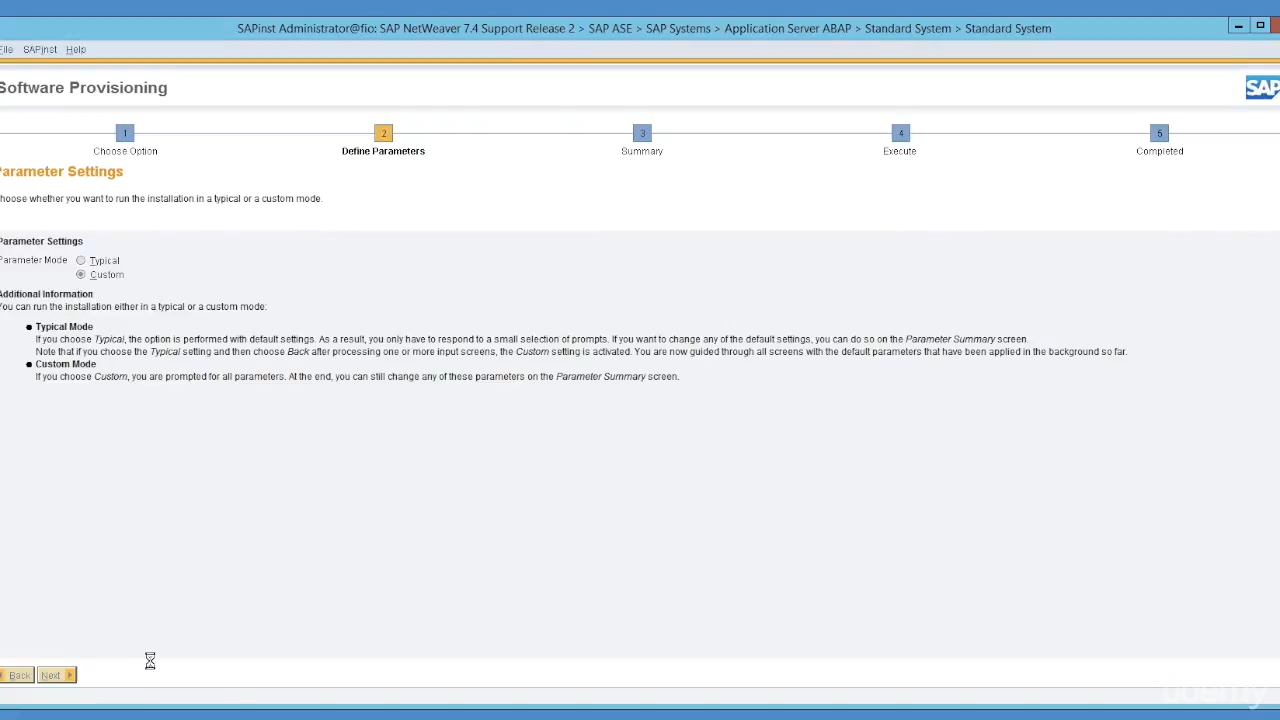 SAPinst Administrator@fio: SAP NetWeaver 7.4 Support Release 2 > SAP ASE > SAP Systems > Application Server ABAP > Standard System > Standard System
File SAPinst Help
Software Provisioning
SAP
1 2 3 4 5
Choose Option Define Parameters Summary Execute Completed
Parameter Settings
Choose whether you want to run the installation in a typical or a custom mode.
Parameter Settings
Parameter Mode Typical
Custom
Additional Information
You can run the installation either in a typical or a custom mode:
Typical Mode
If you choose Typical, the option is performed with default settings. As a result, you only have to respond to a small selection of prompts. If you want to change any of the default settings, you can do so on the Parameter Summary screen.
Note that if you choose the Typical setting and then choose Back after processing one or more input screens, the Custom setting is activated. You are now guided through all screens with the default parameters that have been applied in the background so far.
Custom Mode
If you choose Custom, you are prompted for all parameters. At the end, you can still change any of these parameters on the Parameter Summary screen.
Back Next
udemy